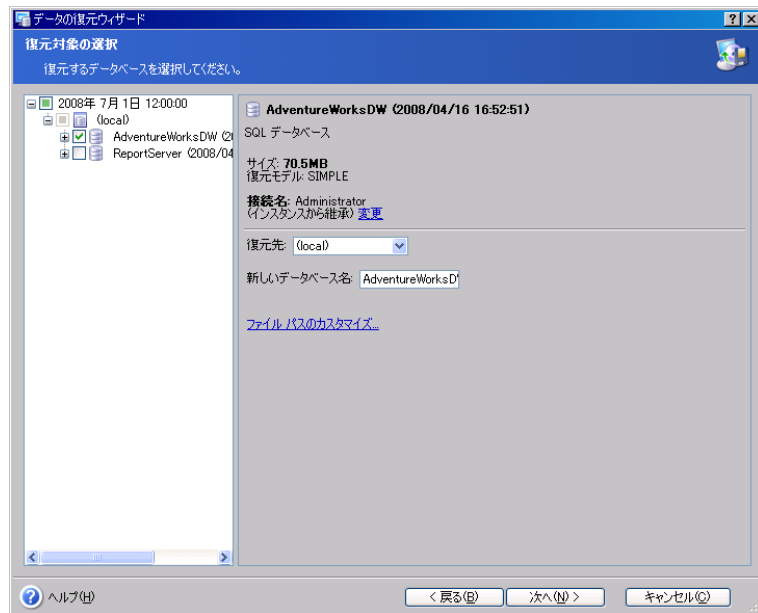 データの復元ウィザード
復元対象の選択
復元するデータベースを選択してください。
2008年 7月 1日 12:00:00
(local)
AdventureWorksDW (20
ReportServer (2008/04
AdventureWorksDW (2008/04/16 16:52:51)
SQL データベース
サイズ: 70.5MB
復元モデル: SIMPLE
接続名: Administrator
(インスタンスから継承) 変更
復元先: (local)
新しいデータベース名: AdventureWorksD
ファイル パスのカスタマイズ...
ヘルプ(H)
< 戻る(B)
次へ(N) >
キャンセル(C)